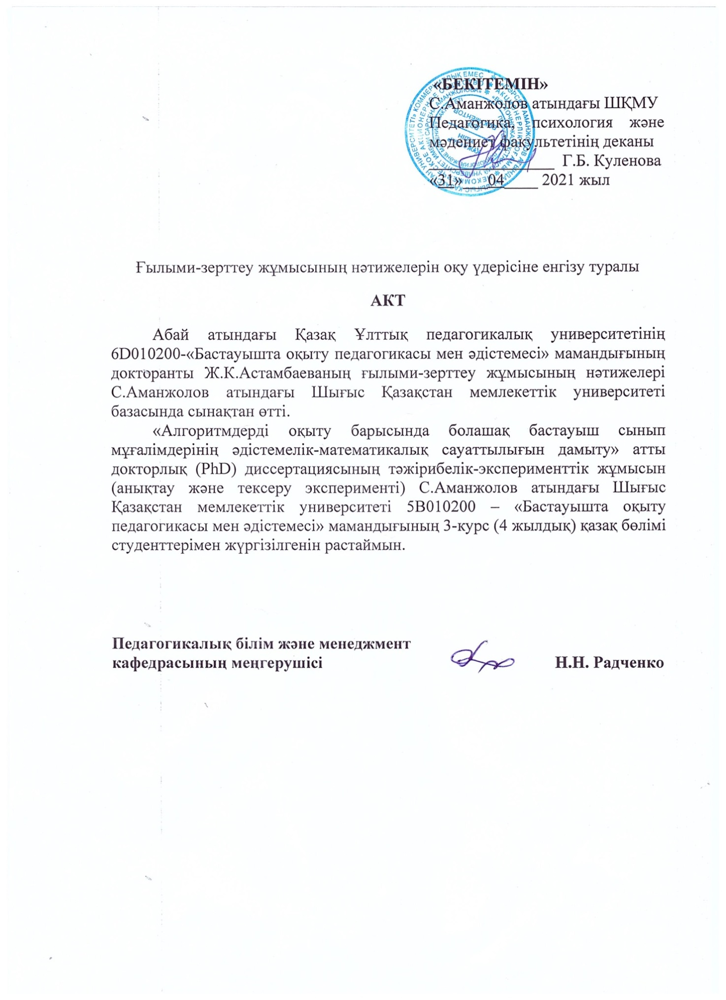 «БЕКІТЕМІН»
С.Аманжолов атындағы ШҚМУ
Педагогика, психология және
мәдениет факультетінің деканы
_______________ Г.Б. Куленова
«31»___04____ 2021 жыл
Ғылыми-зерттеу жұмысының нәтижелерін оқу үдерісіне енгізу туралы
АКТ
Абай атындағы Қазақ Ұлттық педагогикалық университетінің
6D010200-«Бастауышта оқыту педагогикасы мен әдістемесі» мамандығының
докторанты Ж.К.Астамбаеваның ғылыми-зерттеу жұмысының нәтижелері
С.Аманжолов атындағы Шығыс Қазақстан мемлекеттік университеті
базасында сынақтан өтті.
«Алгоритмдерді оқыту барысында болашақ бастауыш сынып
мұғалімдерінің әдістемелік-математикалық сауаттылығын дамыту» атты
докторлық (PhD) диссертациясының тәжірибелік-эксперименттік жұмысын
(анықтау және тексеру эксперименті) С.Аманжолов атындағы Шығыс
Қазақстан мемлекеттік университеті 5В010200 – «Бастауышта оқыту
педагогикасы мен әдістемесі» мамандығының 3-курс (4 жылдық) қазақ бөлімі
студенттерімен жүргізілгенін растаймын.
Педагогикалық білім және менеджмент
кафедрасының меңгерушісі Н.Н. Радченко